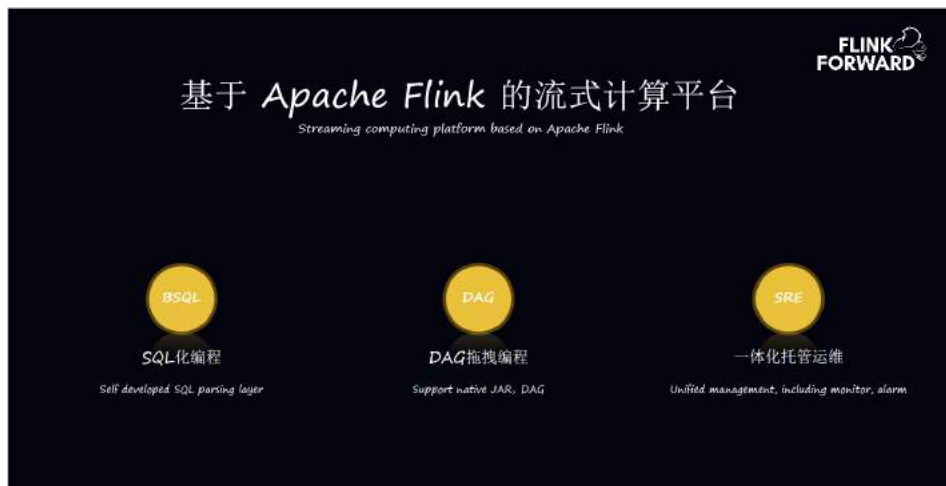 FLINK
FORWARD
基于 Apache Flink 的流式计算平台
Streaming computing platform based on Apache Flink
BSQL
DAG
SRE
SQL化编程
DAG拖拽编程
一体化托管运维
Self developed SQL parsing layer
Support native JAR, DAG
Unified management, including monitor, alarm